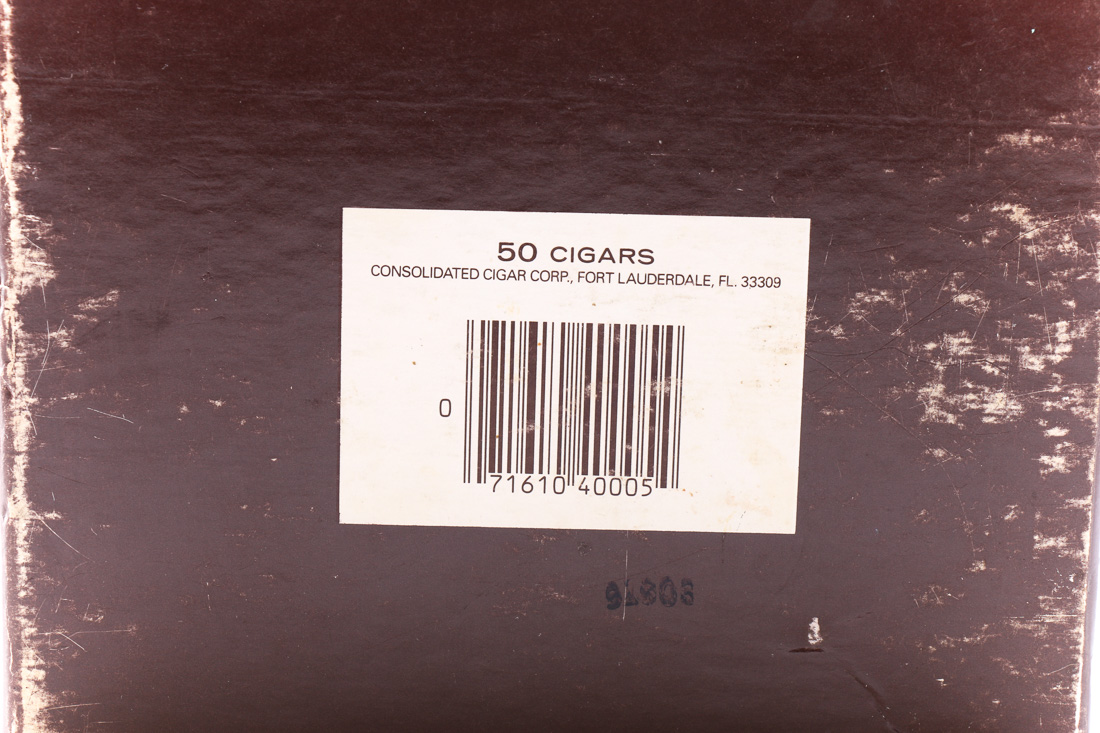 50 CIGARS
CONSOLIDATED CIGAR CORP., FORT LAUDERDALE, FL. 33309
0 71610 40005